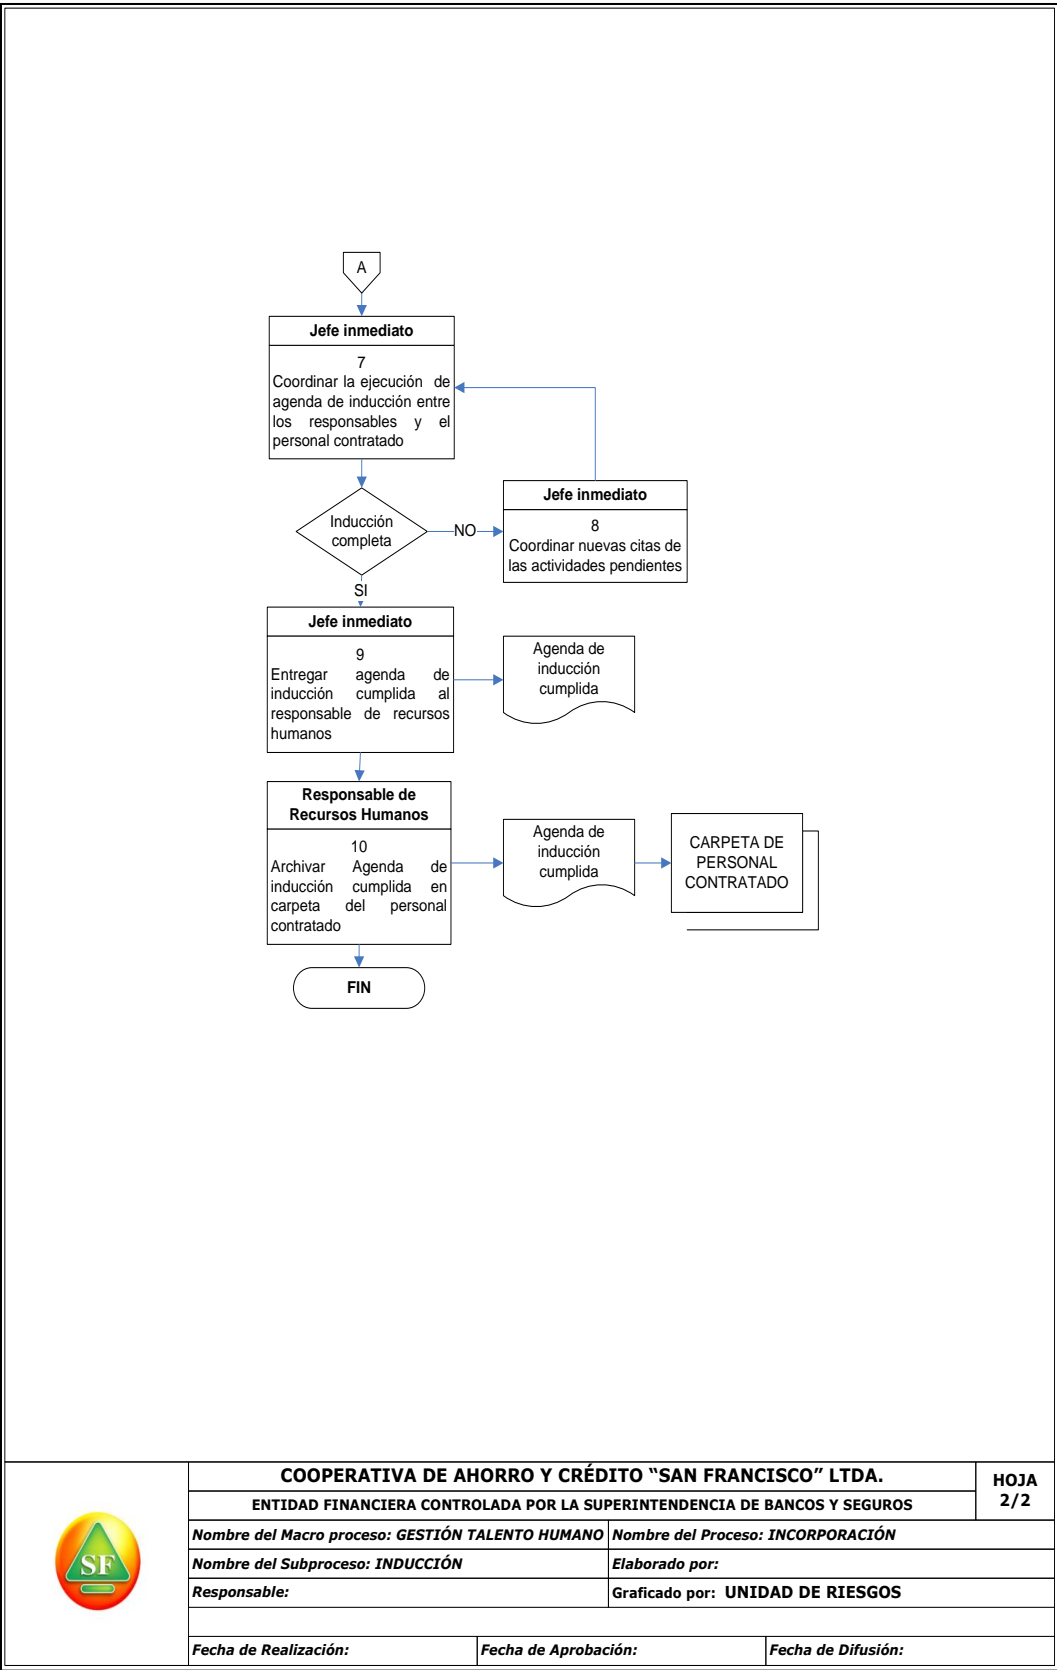 A
Jefe inmediato
7
Coordinar la ejecución de
agenda de inducción entre
los responsables y el
personal contratado
Inducción
completa
NO
Jefe inmediato
8
Coordinar nuevas citas de
las actividades pendientes
SI
Jefe inmediato
9
Entregar agenda de
inducción cumplida al
responsable de recursos
humanos
Agenda de
inducción
cumplida
Responsable de
Recursos Humanos
10
Archivar Agenda de
inducción cumplida en
carpeta del personal
contratado
Agenda de
inducción
cumplida
CARPETA DE
PERSONAL
CONTRATADO
FIN
SF
COOPERATIVA DE AHORRO Y CRÉDITO “SAN FRANCISCO” LTDA.
HOJA
2/2
ENTIDAD FINANCIERA CONTROLADA POR LA SUPERINTENDENCIA DE BANCOS Y SEGUROS
Nombre del Macro proceso: GESTIÓN TALENTO HUMANO
Nombre del Proceso: INCORPORACIÓN
Nombre del Subproceso: INDUCCIÓN
Elaborado por:
Responsable:
Graficado por: UNIDAD DE RIESGOS
Fecha de Realización:
Fecha de Aprobación:
Fecha de Difusión: